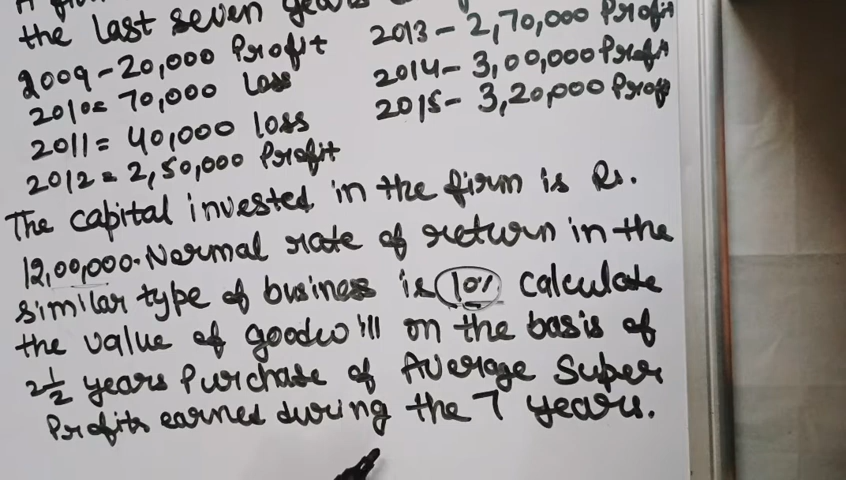 the last seven years
2009-20,000 Profit
2010= 70,000 Loss
2011= 40,000 loss
2012= 2,50,000 Profit
2013- 2,70,000 Profit
2014- 3,00,000 Profit
2015- 3,20,000 Prof
The capital invested in the firm is Rs.
12,00,000. Normal rate of return in the
similar type of business is 10% calculate
the value of goodwill on the basis of
2½ years Purchase of Average Super
Profits earned during the 7 years.